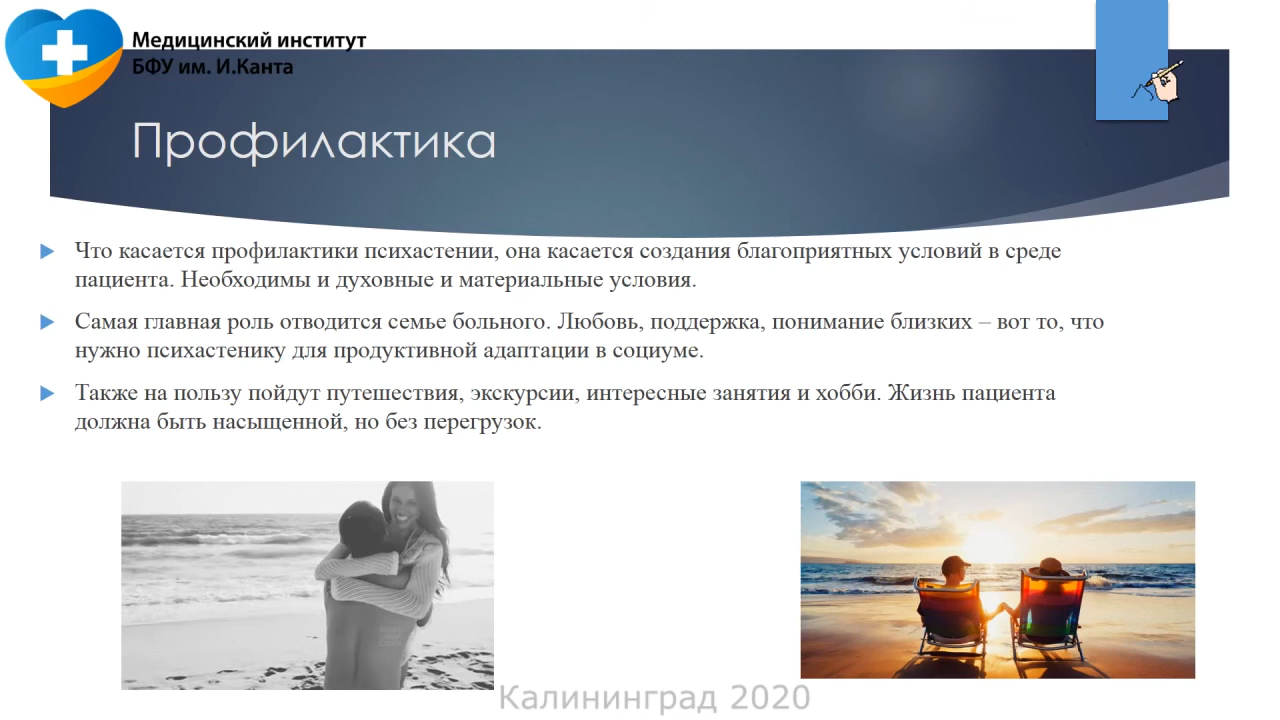 Медицинский институт
БФУ им. И.Канта
Профилактика
Что касается профилактики психастении, она касается создания благоприятных условий в среде
пациента. Необходимы и духовные и материальные условия.
Самая главная роль отводится семье больного. Любовь, поддержка, понимание близких – вот то, что
нужно психастенику для продуктивной адаптации в социуме.
Также на пользу пойдут путешествия, экскурсии, интересные занятия и хобби. Жизнь пациента
должна быть насыщенной, но без перегрузок.
Калининград 2020